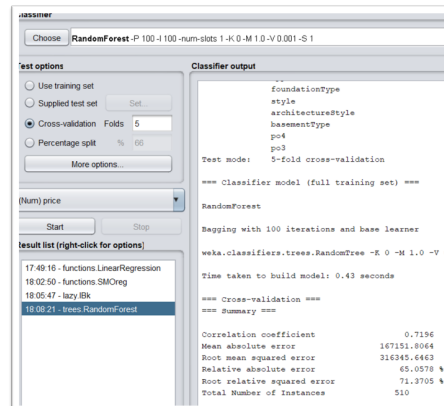 Classifier
Choose RandomForest -P 100 -I 100 -num-slots 1 -K 0 -M 1.0 -V 0.001 -S 1
Test options
Use training set
Supplied test set Set...
Cross-validation Folds 5
Percentage split % 66
More options...
(Num) price
Start Stop
Result list (right-click for options)
17:49:16 - functions.LinearRegression
18:02:50 - functions.SMOreg
18:05:47 - lazy.IBk
18:08:21 - trees.RandomForest
Classifier output
foundationType
style
architectureStyle
basementType
po4
po3
Test mode: 5-fold cross-validation
=== Classifier model (full training set) ===
RandomForest
Bagging with 100 iterations and base learner
weka.classifiers.trees.RandomTree -K 0 -M 1.0 -V
Time taken to build model: 0.43 seconds
=== Cross-validation ===
=== Summary ===
Correlation coefficient 0.7196
Mean absolute error 167151.8064
Root mean squared error 316345.6463
Relative absolute error 65.0578 %
Root relative squared error 71.3705 %
Total Number of Instances 510